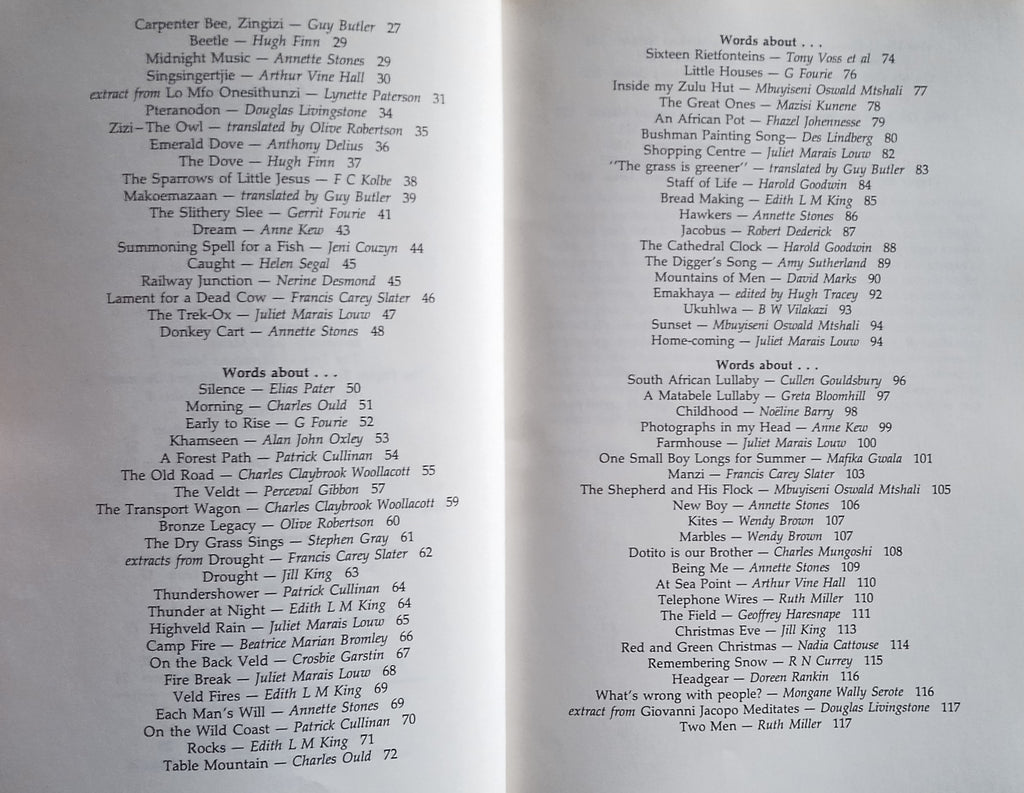 Carpenter Bee, Zingizi — Guy Butler 27
Beetle — Hugh Finn 29
Midnight Music — Annette Stones 29
Singsingertjie — Arthur Vine Hall 30
extract from Lo Mfo Onesithunzi — Lynette Paterson 31
Pteranodon — Douglas Livingstone 34
Zizi–The Owl — translated by Olive Robertson 35
Emerald Dove — Anthony Delius 36
The Dove — Hugh Finn 37
The Sparrows of Little Jesus — F C Kolbe 38
Makoemazaan — translated by Guy Butler 39
The Slithery Slee — Gerrit Fourie 41
Dream — Anne Kew 43
Summoning Spell for a Fish — Jeni Couzyn 44
Caught — Helen Segal 45
Railway Junction — Nerine Desmond 45
Lament for a Dead Cow — Francis Carey Slater 46
The Trek-Ox — Juliet Marais Louw 47
Donkey Cart — Annette Stones 48
Words about . . .
Silence — Elias Pater 50
Morning — Charles Ould 51
Early to Rise — G Fourie 52
Khamseen — Alan John Oxley 53
A Forest Path — Patrick Cullinan 54
The Old Road — Charles Claybrook Woollacott 55
The Veldt — Perceval Gibbon 57
The Transport Wagon — Charles Claybrook Woollacott 59
Bronze Legacy — Olive Robertson 60
The Dry Grass Sings — Stephen Gray 61
extracts from Drought — Francis Carey Slater 62
Drought — Jill King 63
Thundershower — Patrick Cullinan 64
Thunder at Night — Edith L M King 64
Highveld Rain — Juliet Marais Louw 65
Camp Fire — Beatrice Marian Bromley 66
On the Back Veld — Crosbie Garstin 67
Fire Break — Juliet Marais Louw 68
Veld Fires — Edith L M King 69
Each Man's Will — Annette Stones 69
On the Wild Coast — Patrick Cullinan 70
Rocks — Edith L M King 71
Table Mountain — Charles Ould 72
Words about . . .
Sixteen Rietfonteins — Tony Voss et al 74
Little Houses — G Fourie 76
Inside my Zulu Hut — Mbuyiseni Oswald Mtshali 77
The Great Ones — Mazisi Kunene 78
An African Pot — Fhazel Johennesse 79
Bushman Painting Song— Des Lindberg 80
Shopping Centre — Juliet Marais Louw 82
"The grass is greener" — translated by Guy Butler 83
Staff of Life — Harold Goodwin 84
Bread Making — Edith L M King 85
Hawkers — Annette Stones 86
Jacobus — Robert Dederick 87
The Cathedral Clock — Harold Goodwin 88
The Digger's Song — Amy Sutherland 89
Mountains of Men — David Marks 90
Emakhaya — edited by Hugh Tracey 92
Ukuhlwa — B W Vilakazi 93
Sunset — Mbuyiseni Oswald Mtshali 94
Home-coming — Juliet Marais Louw 94
Words about . . .
South African Lullaby — Cullen Gouldsbury 96
A Matabele Lullaby — Greta Bloomhill 97
Childhood — Noëline Barry 98
Photographs in my Head — Anne Kew 99
Farmhouse — Juliet Marais Louw 100
One Small Boy Longs for Summer — Mafika Gwala 101
Manzi — Francis Carey Slater 103
The Shepherd and His Flock — Mbuyiseni Oswald Mtshali 105
New Boy — Annette Stones 106
Kites — Wendy Brown 107
Marbles — Wendy Brown 107
Dotito is our Brother — Charles Mungoshi 108
Being Me — Annette Stones 109
At Sea Point — Arthur Vine Hall 110
Telephone Wires — Ruth Miller 110
The Field — Geoffrey Haresnape 111
Christmas Eve — Jill King 113
Red and Green Christmas — Nadia Cattouse 114
Remembering Snow — R N Currey 115
Headgear — Doreen Rankin 116
What's wrong with people? — Mongane Wally Serote 116
extract from Giovanni Jacopo Meditates — Douglas Livingstone 117
Two Men — Ruth Miller 117